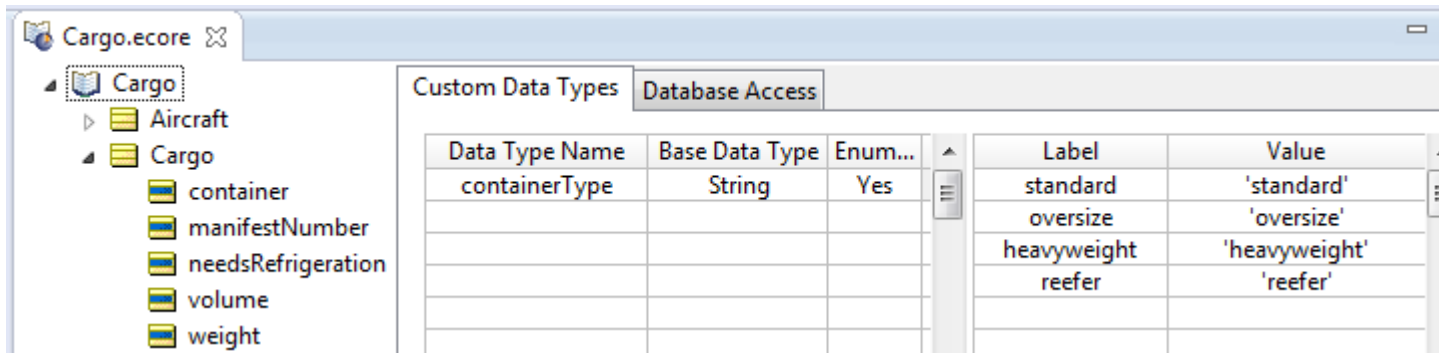 Cargo.ecore
Cargo
Aircraft
Cargo
container
manifestNumber
needsRefrigeration
volume
weight
Custom Data Types Database Access
Data Type Name Base Data Type Enum... Label Value
containerType String Yes standard 'standard'
oversize 'oversize'
heavyweight 'heavyweight'
reefer 'reefer'